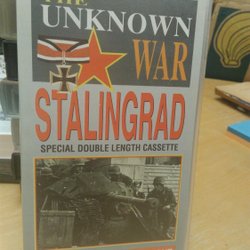 THE
UNKNOWN
WAR
STALINGRAD
SPECIAL DOUBLE LENGTH CASSETTE